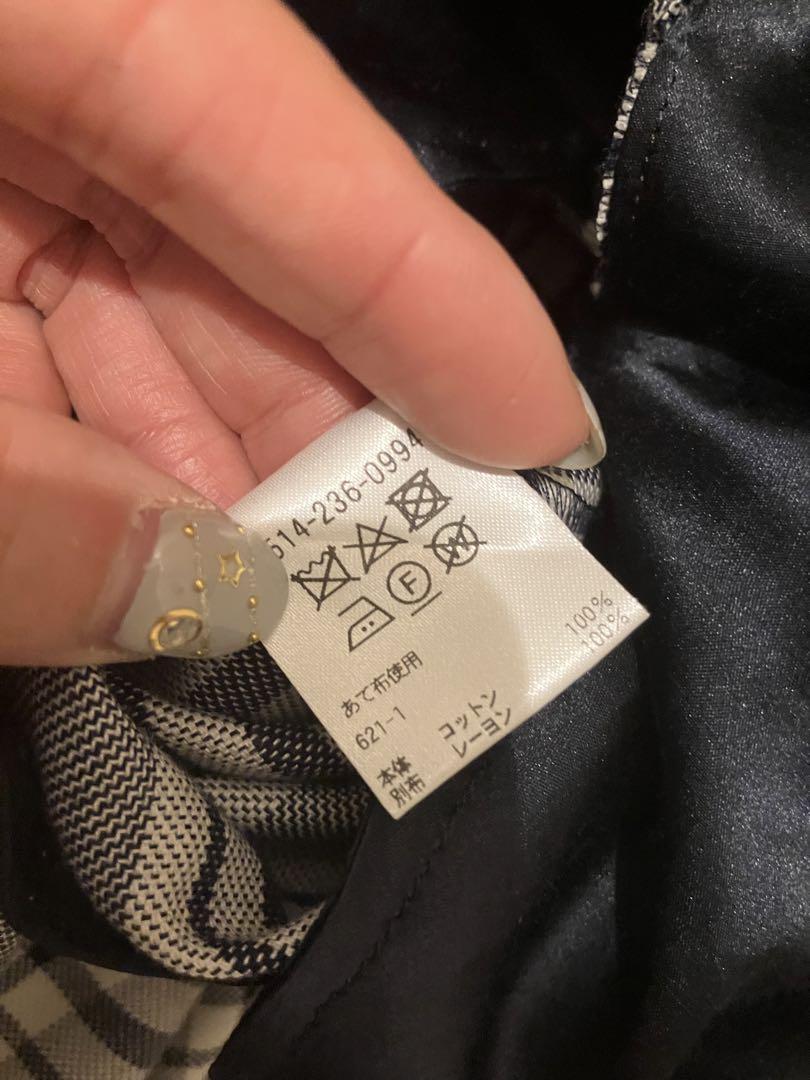 514-236-0994
F
W
あて布使用
621-1
本体 コットン 100%
別布 レーヨン 100%